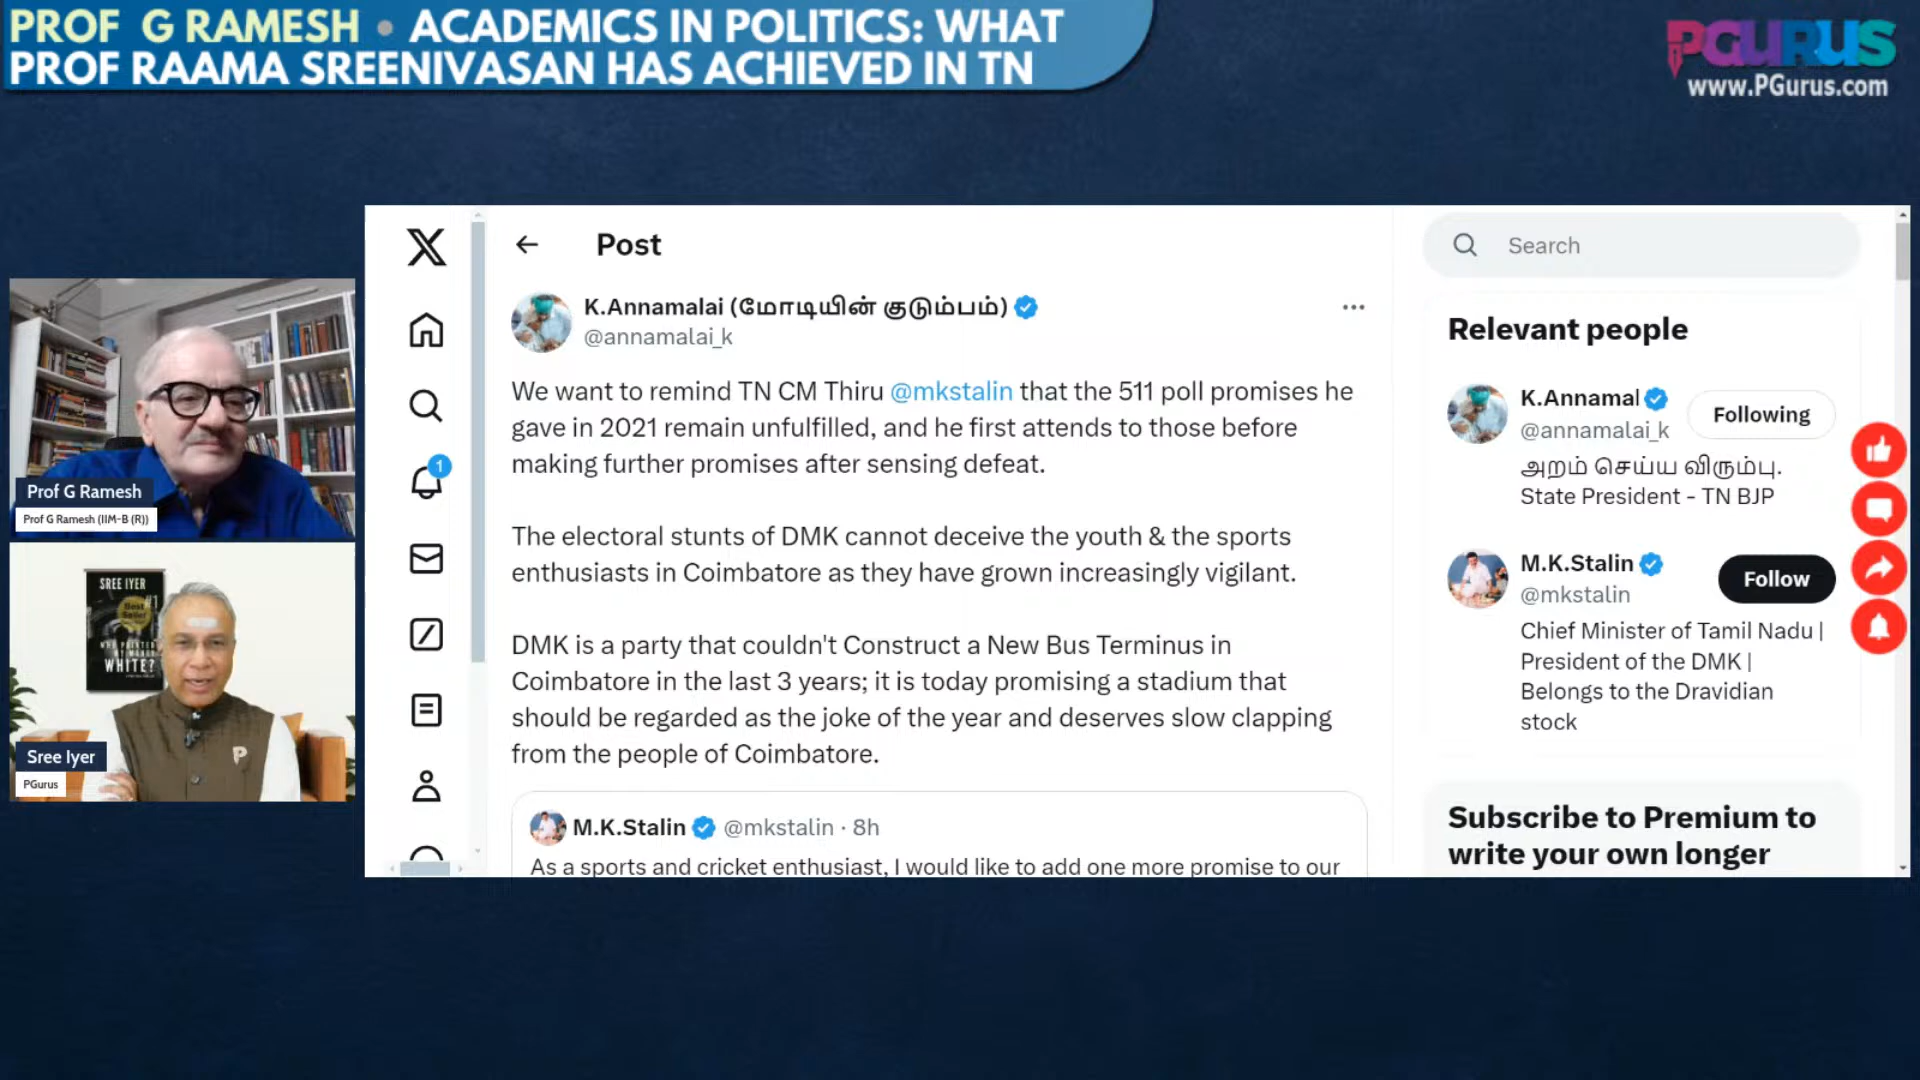 PROF G RAMESH • ACADEMICS IN POLITICS: WHAT
PROF RAAMA SREENIVASAN HAS ACHIEVED IN TN
PGURUS
www.PGurus.com
Post
Search
K.Annamalai (மோடியின் குடும்பம்)
@annamalai_k
We want to remind TN CM Thiru @mkstalin that the 511 poll promises he
gave in 2021 remain unfulfilled, and he first attends to those before
making further promises after sensing defeat.
The electoral stunts of DMK cannot deceive the youth & the sports
enthusiasts in Coimbatore as they have grown increasingly vigilant.
DMK is a party that couldn't Construct a New Bus Terminus in
Coimbatore in the last 3 years; it is today promising a stadium that
should be regarded as the joke of the year and deserves slow clapping
from the people of Coimbatore.
M.K.Stalin @mkstalin · 8h
As a sports and cricket enthusiast, I would like to add one more promise to our
Relevant people
K.Annamal
Following
@annamalai_k
அறம் செய்ய விரும்பு.
State President - TN BJP
M.K.Stalin
Follow
@mkstalin
Chief Minister of Tamil Nadu |
President of the DMK |
Belongs to the Dravidian
stock
Subscribe to Premium to
write your own longer
1
Prof G Ramesh
Prof G Ramesh (IIM-B (R))
SREE IYER
#1
Best
Seller
WHO PAINTED
MY MONEY
WHITE?
P
Sree Iyer
PGurus